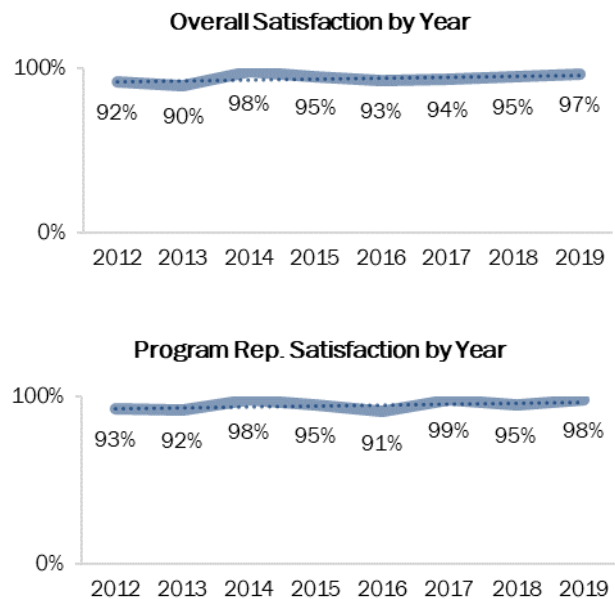 Overall Satisfaction by Year
100%
92% 90% 98% 95% 93% 94% 95% 97%
0%
2012 2013 2014 2015 2016 2017 2018 2019
Program Rep. Satisfaction by Year
100%
93% 92% 98% 95% 91% 99% 95% 98%
0%
2012 2013 2014 2015 2016 2017 2018 2019